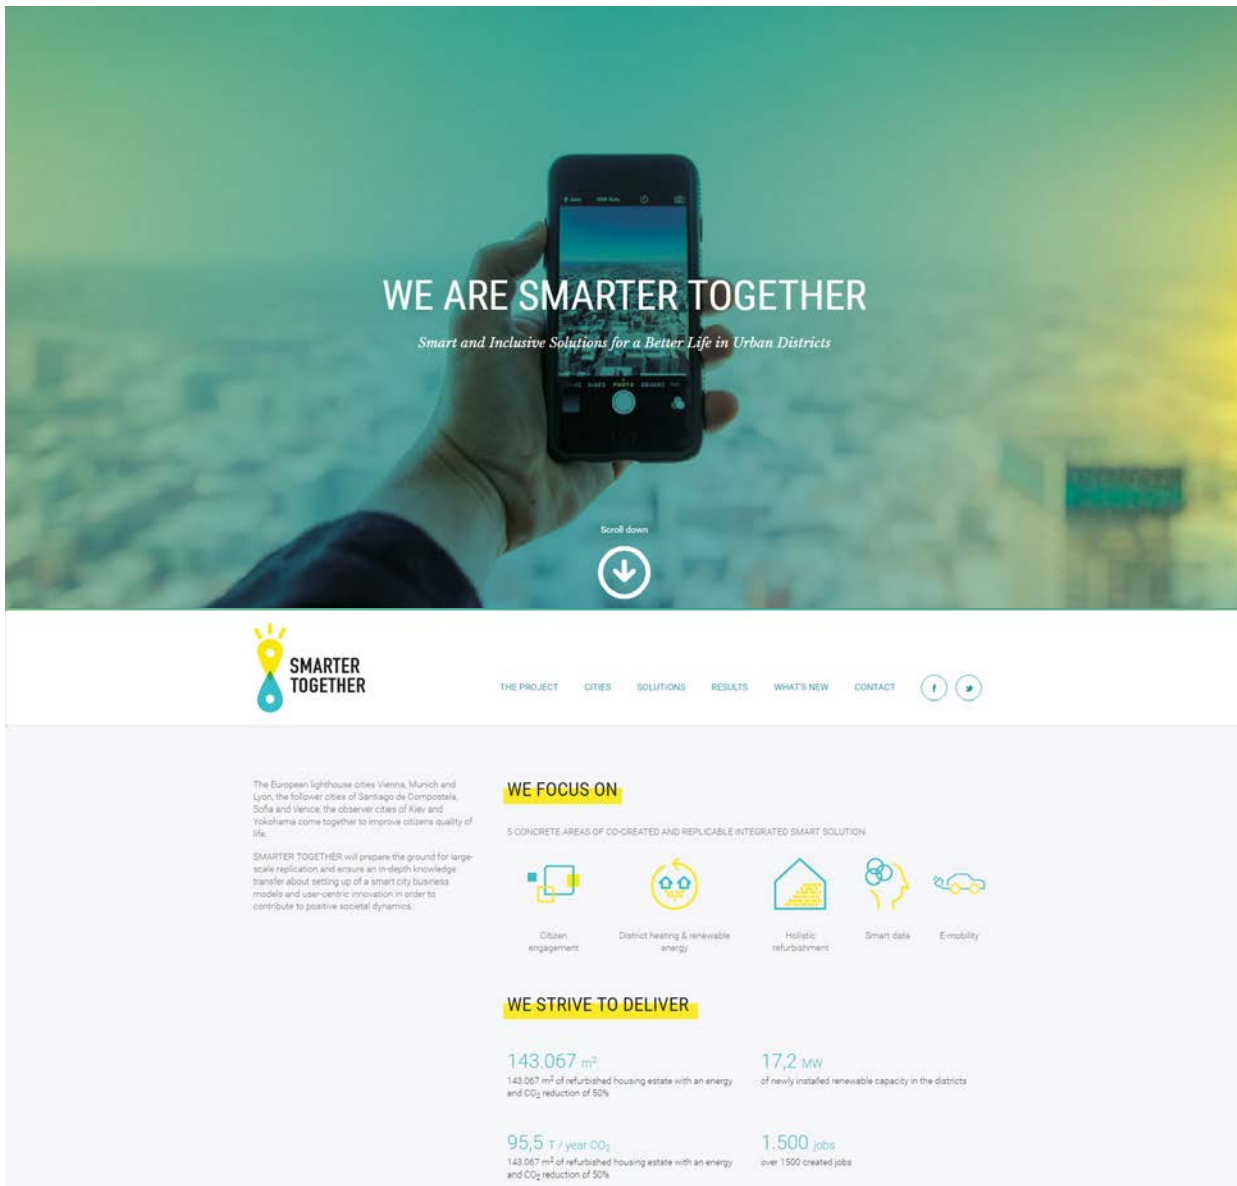 WE ARE SMARTER TOGETHER
Smart and Inclusive Solutions for a Better Life in Urban Districts
PHOTO
Scroll down
SMARTER
TOGETHER
THE PROJECT CITIES SOLUTIONS RESULTS WHAT'S NEW CONTACT
The European lighthouse cities Vienna, Munich and
Lyon, the follower cities of Santiago de Compostela,
Sofia and Venice, the observer cities of Kiev and
Yokohama come together to improve citizens quality of
life.
SMARTER TOGETHER will prepare the ground for large-
scale replication and ensure an in-depth knowledge
transfer about setting up of a smart city business
models and user-centric innovation in order to
contribute to positive societal dynamics.
WE FOCUS ON
5 CONCRETE AREAS OF CO-CREATED AND REPLICABLE INTEGRATED SMART SOLUTION
Citizen
engagement
District heating & renewable
energy
Holistic
refurbishment
Smart data
E-mobility
WE STRIVE TO DELIVER
143.067 m²
143.067 m² of refurbished housing estate with an energy
and CO₂ reduction of 50%
17,2 MW
of newly installed renewable capacity in the districts
95,5 T / year CO₂
143.067 m² of refurbished housing estate with an energy
and CO₂ reduction of 50%
1.500 jobs
over 1500 created jobs